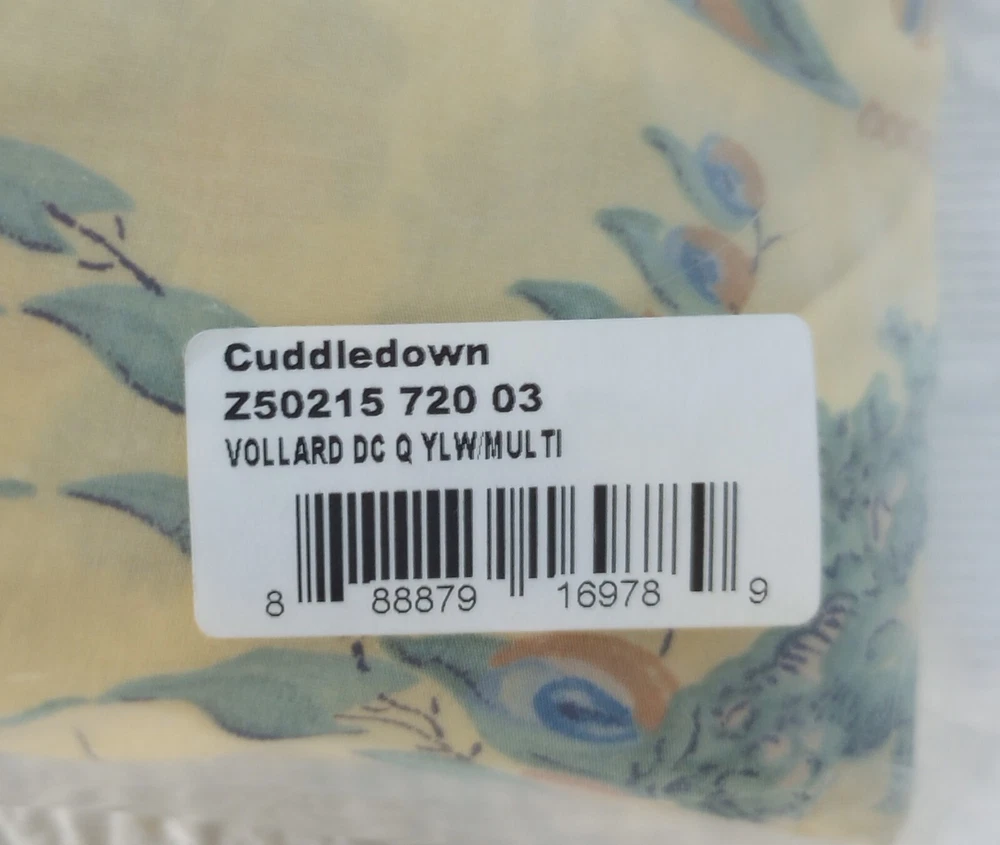 Cuddledown
Z50215 720 03
VOLLARD DC Q YLW/MULTI
8 88879 16978 9